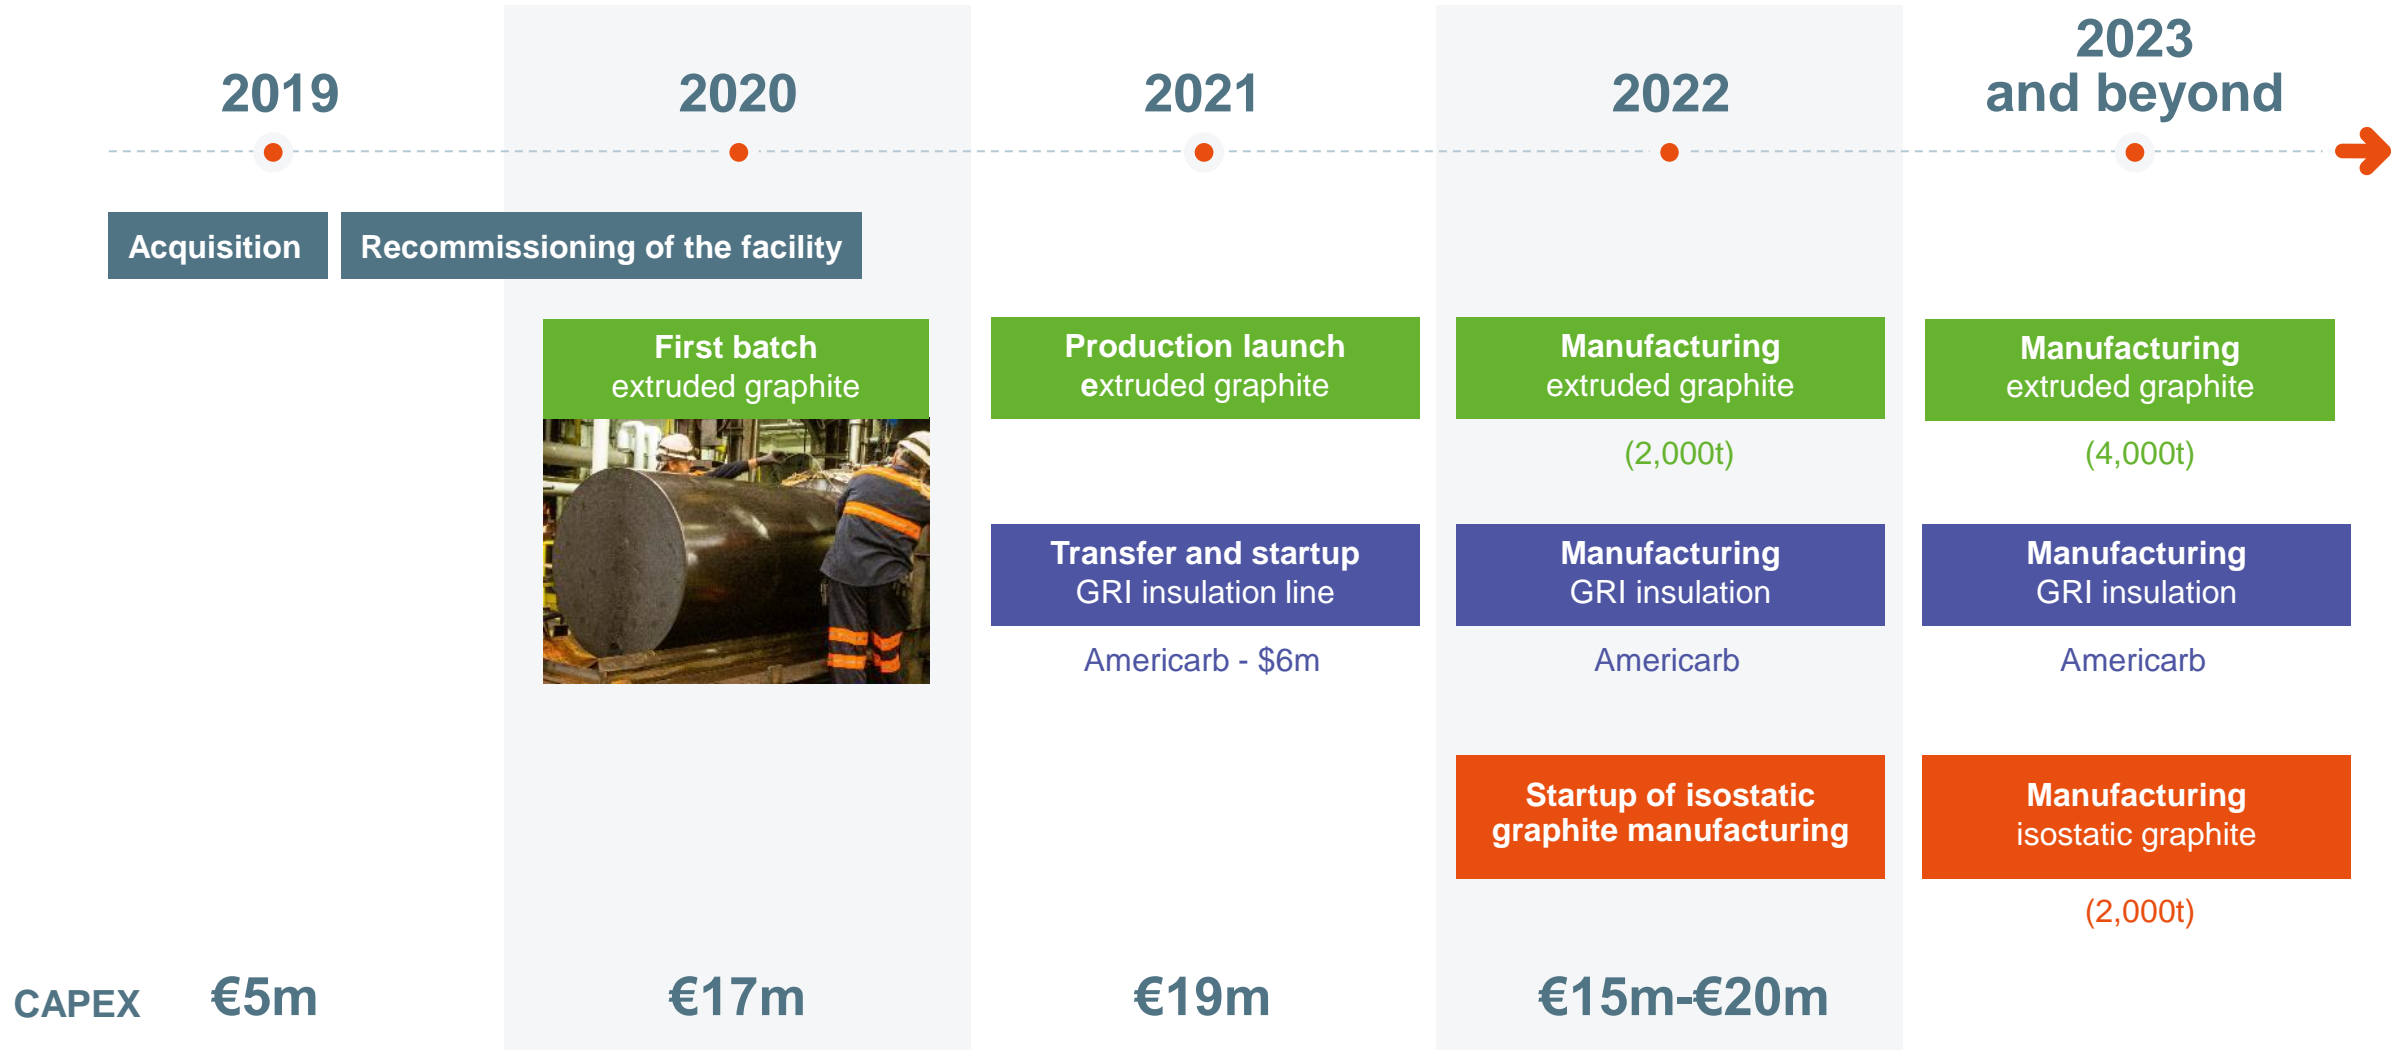 2019
2020
2021
2022
2023
and beyond
Acquisition
Recommissioning of the facility
First batch
extruded graphite
Production launch
extruded graphite
Manufacturing
extruded graphite
(2,000t)
Manufacturing
extruded graphite
(4,000t)
Transfer and startup
GRI insulation line
Americarb - $6m
Manufacturing
GRI insulation
Americarb
Manufacturing
GRI insulation
Americarb
Startup of isostatic
graphite manufacturing
Manufacturing
isostatic graphite
(2,000t)
CAPEX
€5m
€17m
€19m
€15m-€20m